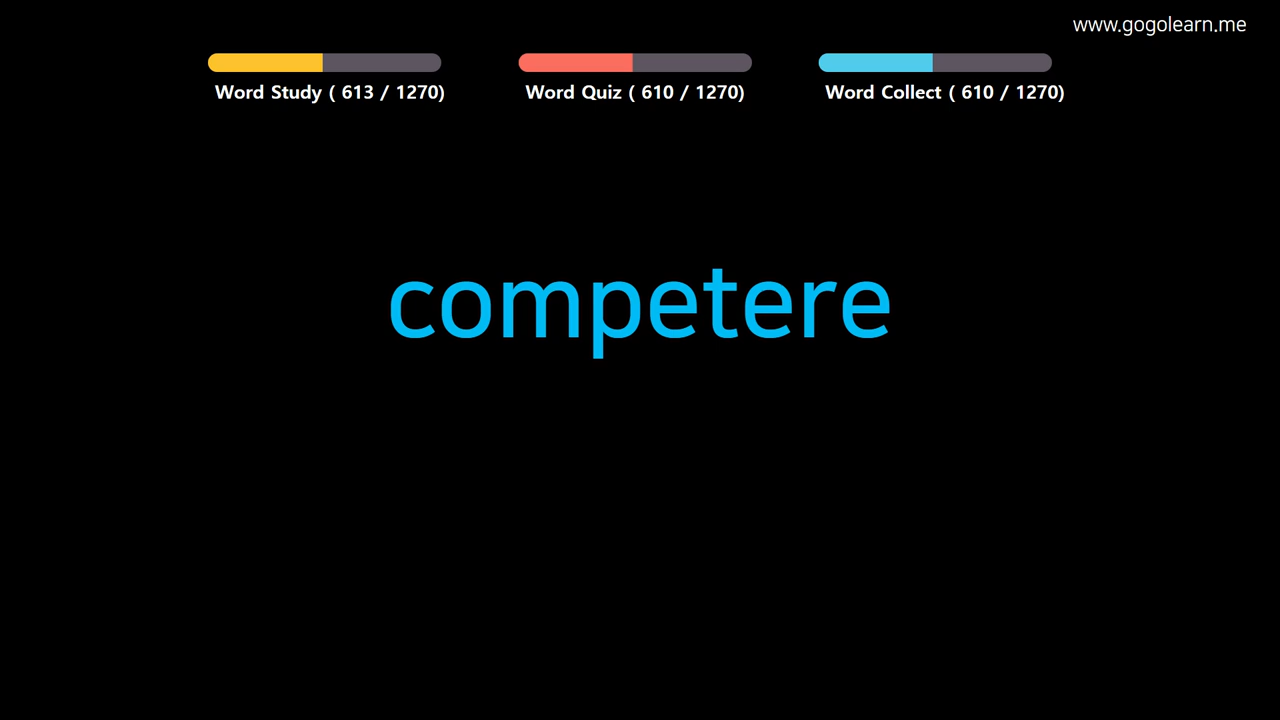 www.gogolearn.me
Word Study ( 613 / 1270)
Word Quiz ( 610 / 1270)
Word Collect ( 610 / 1270)
competere